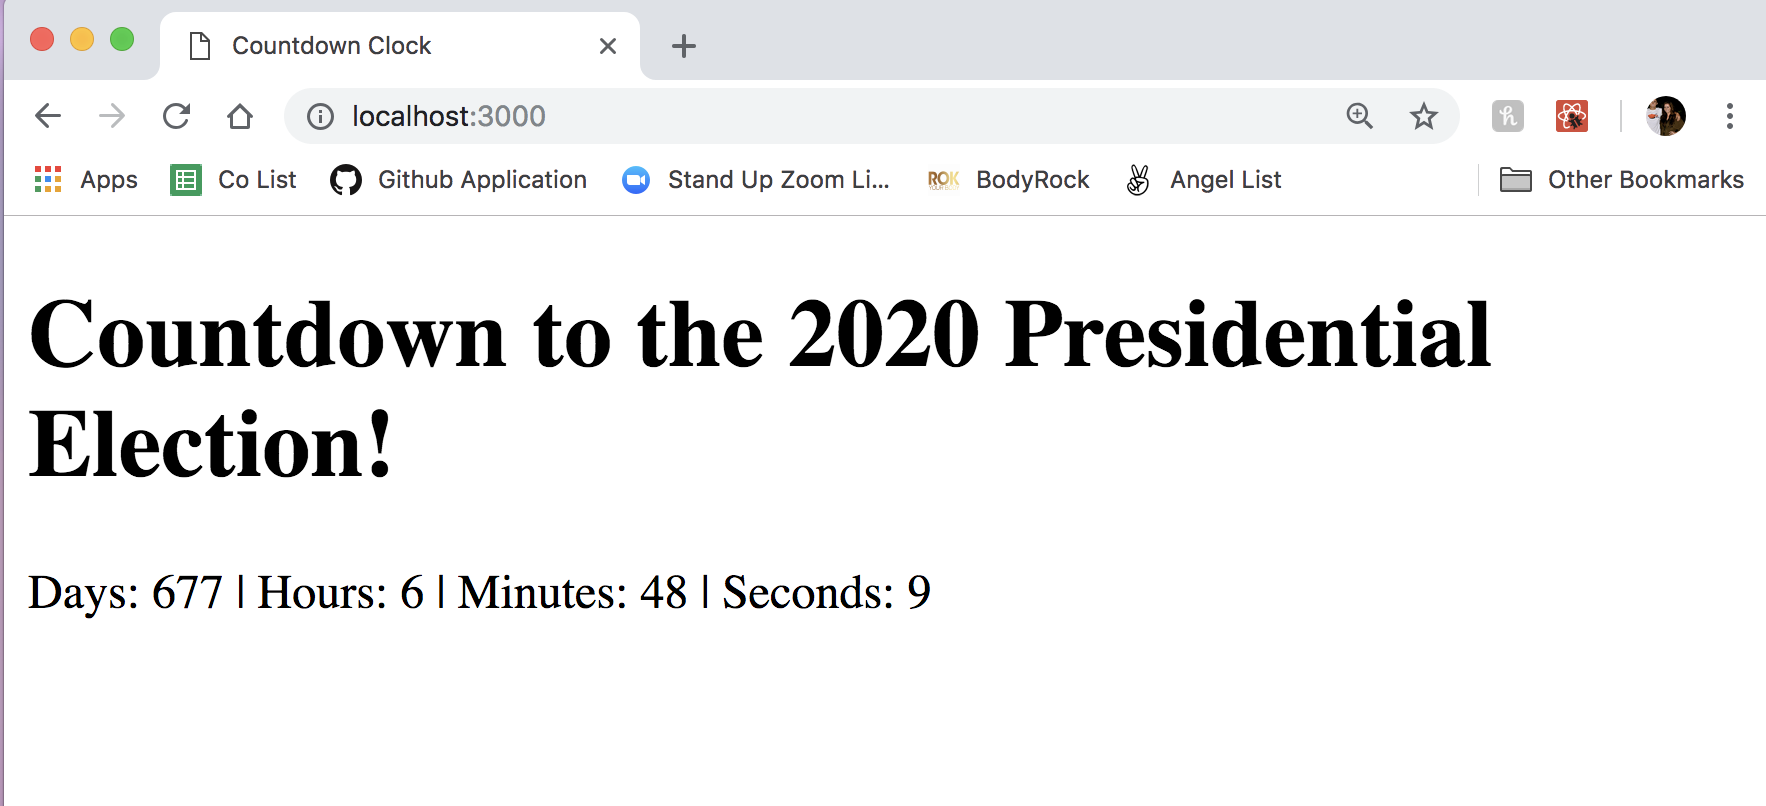 Countdown Clock
localhost:3000
Apps Co List Github Application Stand Up Zoom Li... BodyRock Angel List Other Bookmarks
Countdown to the 2020 Presidential
Election!
Days: 677 | Hours: 6 | Minutes: 48 | Seconds: 9